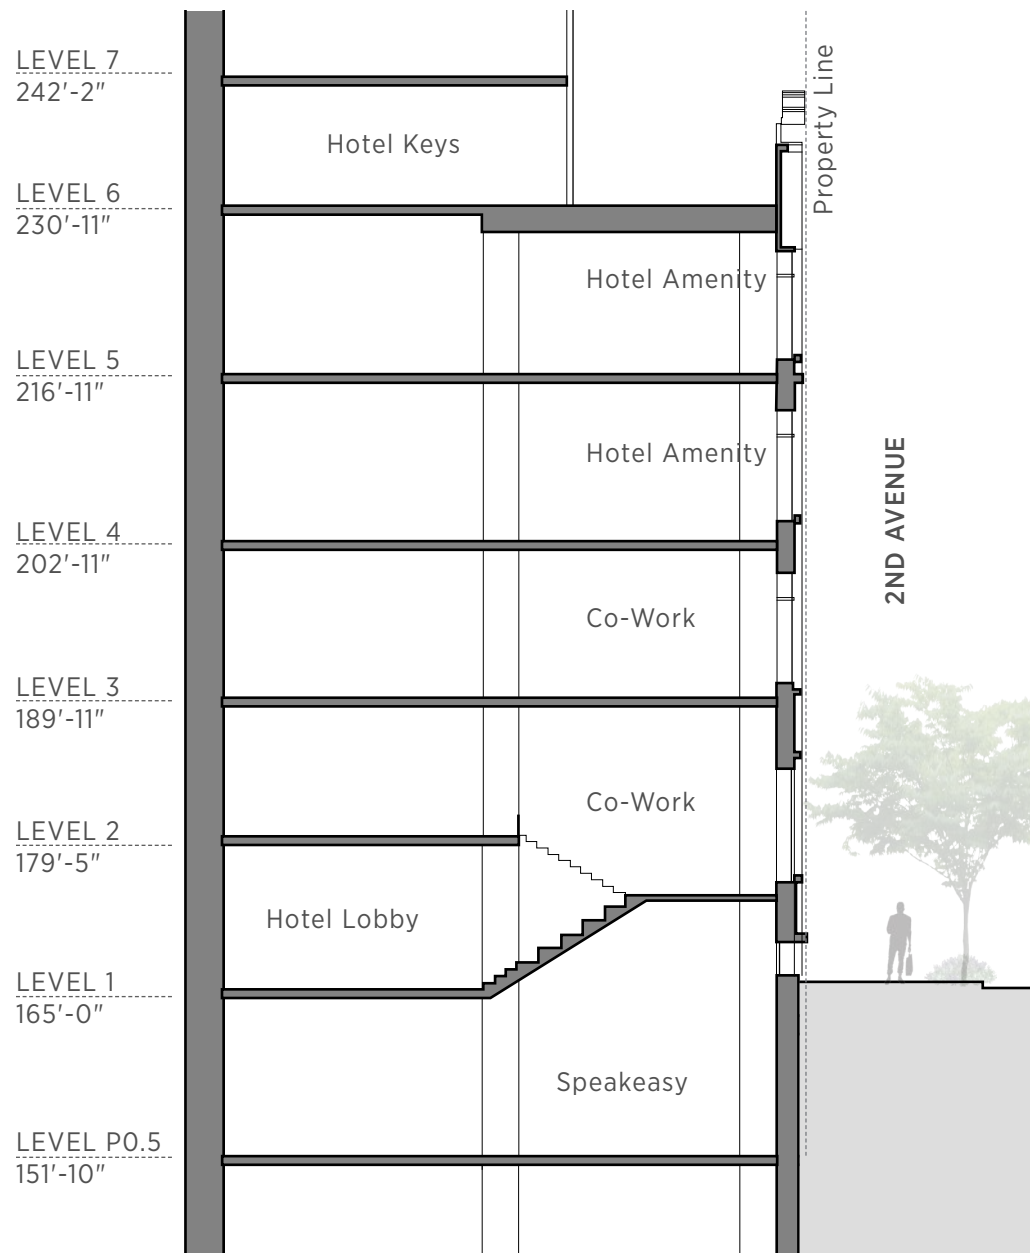 LEVEL 7
242'-2"
Property Line
Hotel Keys
LEVEL 6
230'-11"
Hotel Amenity
LEVEL 5
216'-11"
Hotel Amenity
2ND AVENUE
LEVEL 4
202'-11"
Co-Work
LEVEL 3
189'-11"
Co-Work
LEVEL 2
179'-5"
Hotel Lobby
LEVEL 1
165'-0"
Speakeasy
LEVEL P0.5
151'-10"